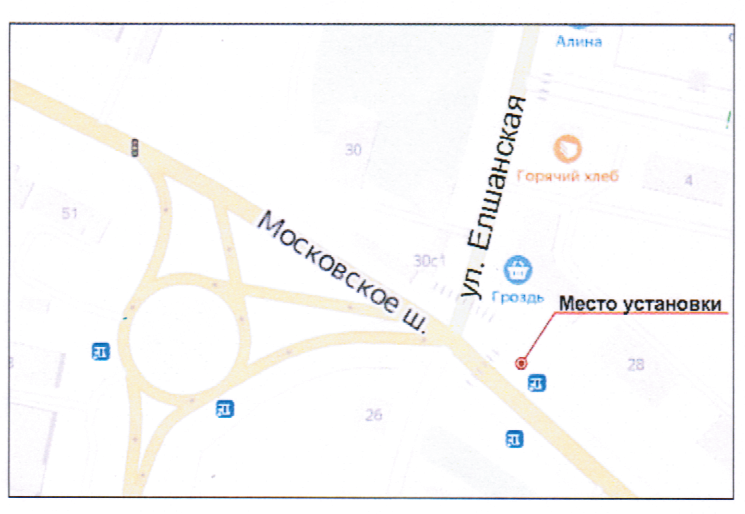 Алина
ул. Елшанская
30
Горячий хлеб
4
51
Московское ш.
30с1
Гроздь
Место установки
28
26